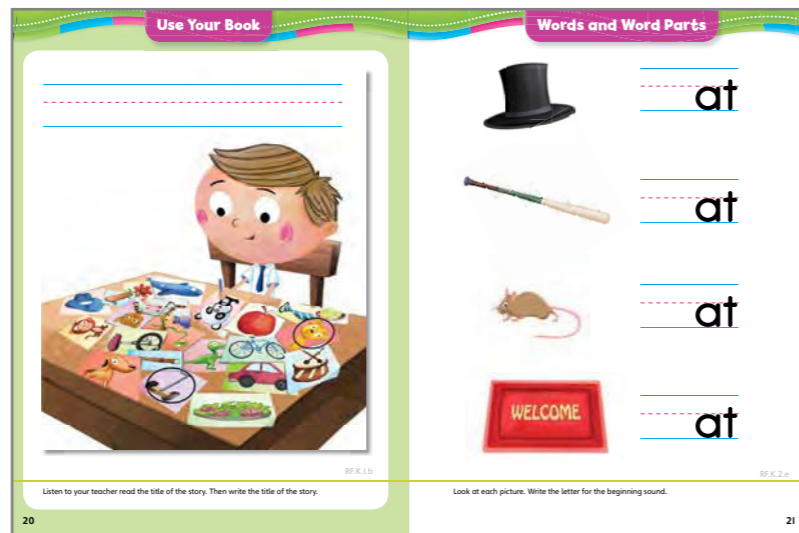 Use Your Book
RF.K.1.b
Listen to your teacher read the title of the story. Then write the title of the story.
20
Words and Word Parts
at
at
at
WELCOME
at
RF.K.2.e
Look at each picture. Write the letter for the beginning sound.
21